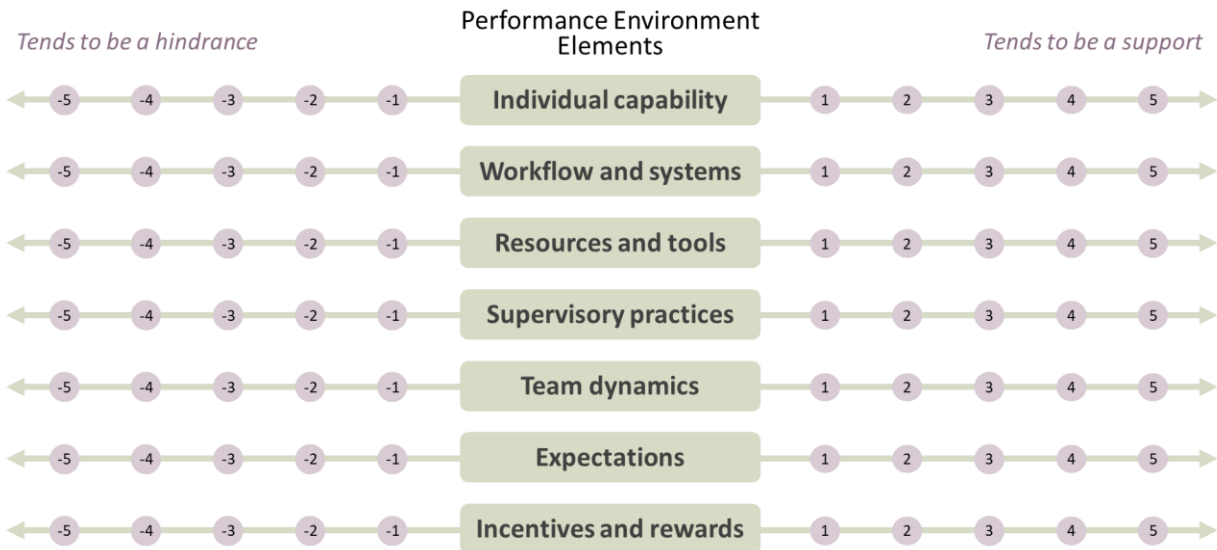 Performance Environment
Elements
Tends to be a hindrance
Tends to be a support
-5 -4 -3 -2 -1 Individual capability 1 2 3 4 5
-5 -4 -3 -2 -1 Workflow and systems 1 2 3 4 5
-5 -4 -3 -2 -1 Resources and tools 1 2 3 4 5
-5 -4 -3 -2 -1 Supervisory practices 1 2 3 4 5
-5 -4 -3 -2 -1 Team dynamics 1 2 3 4 5
-5 -4 -3 -2 -1 Expectations 1 2 3 4 5
-5 -4 -3 -2 -1 Incentives and rewards 1 2 3 4 5